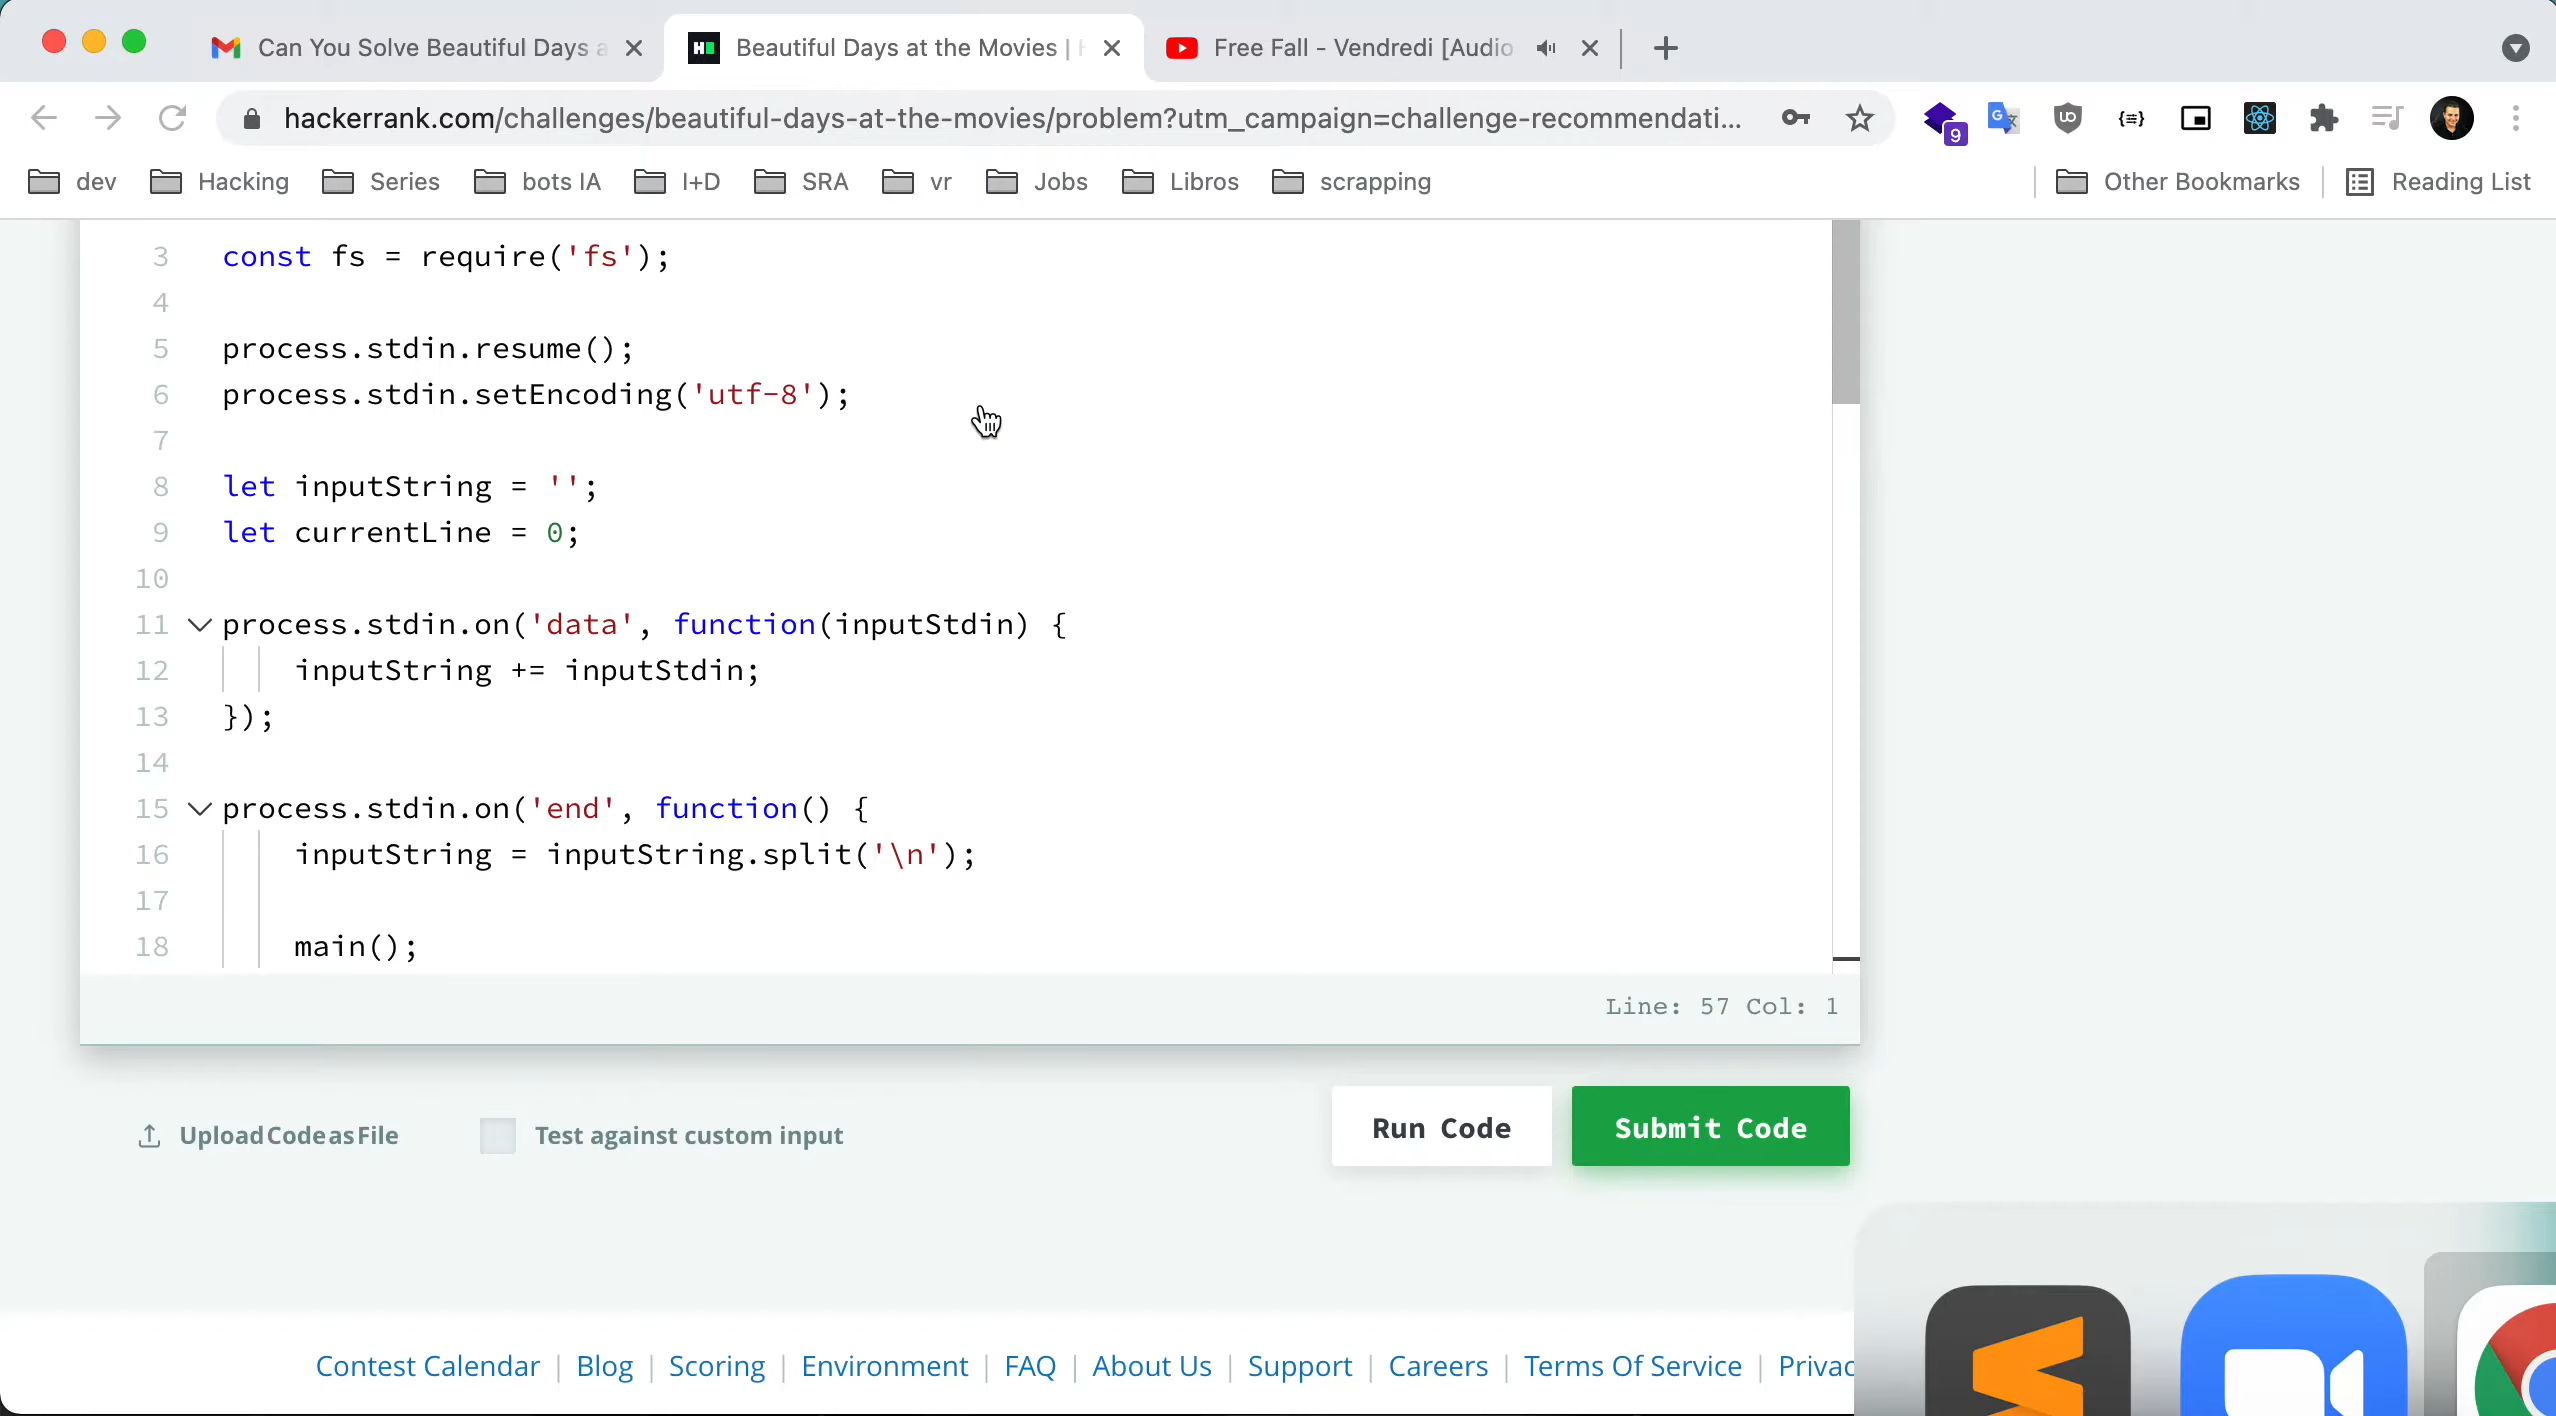 Can You Solve Beautiful Days a
Beautiful Days at the Movies |
Free Fall - Vendredi [Audio
hackerrank.com/challenges/beautiful-days-at-the-movies/problem?utm_campaign=challenge-recommendati...
9
dev
Hacking
Series
bots IA
I+D
SRA
vr
Jobs
Libros
scrapping
Other Bookmarks
Reading List
3 const fs = require('fs');
4
5 process.stdin.resume();
6 process.stdin.setEncoding('utf-8');
7
8 let inputString = '';
9 let currentLine = 0;
10
11 process.stdin.on('data', function(inputStdin) {
12 inputString += inputStdin;
13 });
14
15 process.stdin.on('end', function() {
16 inputString = inputString.split('\n');
17
18 main();
Line: 57 Col: 1
Upload Code as File
Test against custom input
Run Code
Submit Code
Contest Calendar | Blog | Scoring | Environment | FAQ | About Us | Support | Careers | Terms Of Service | Privac